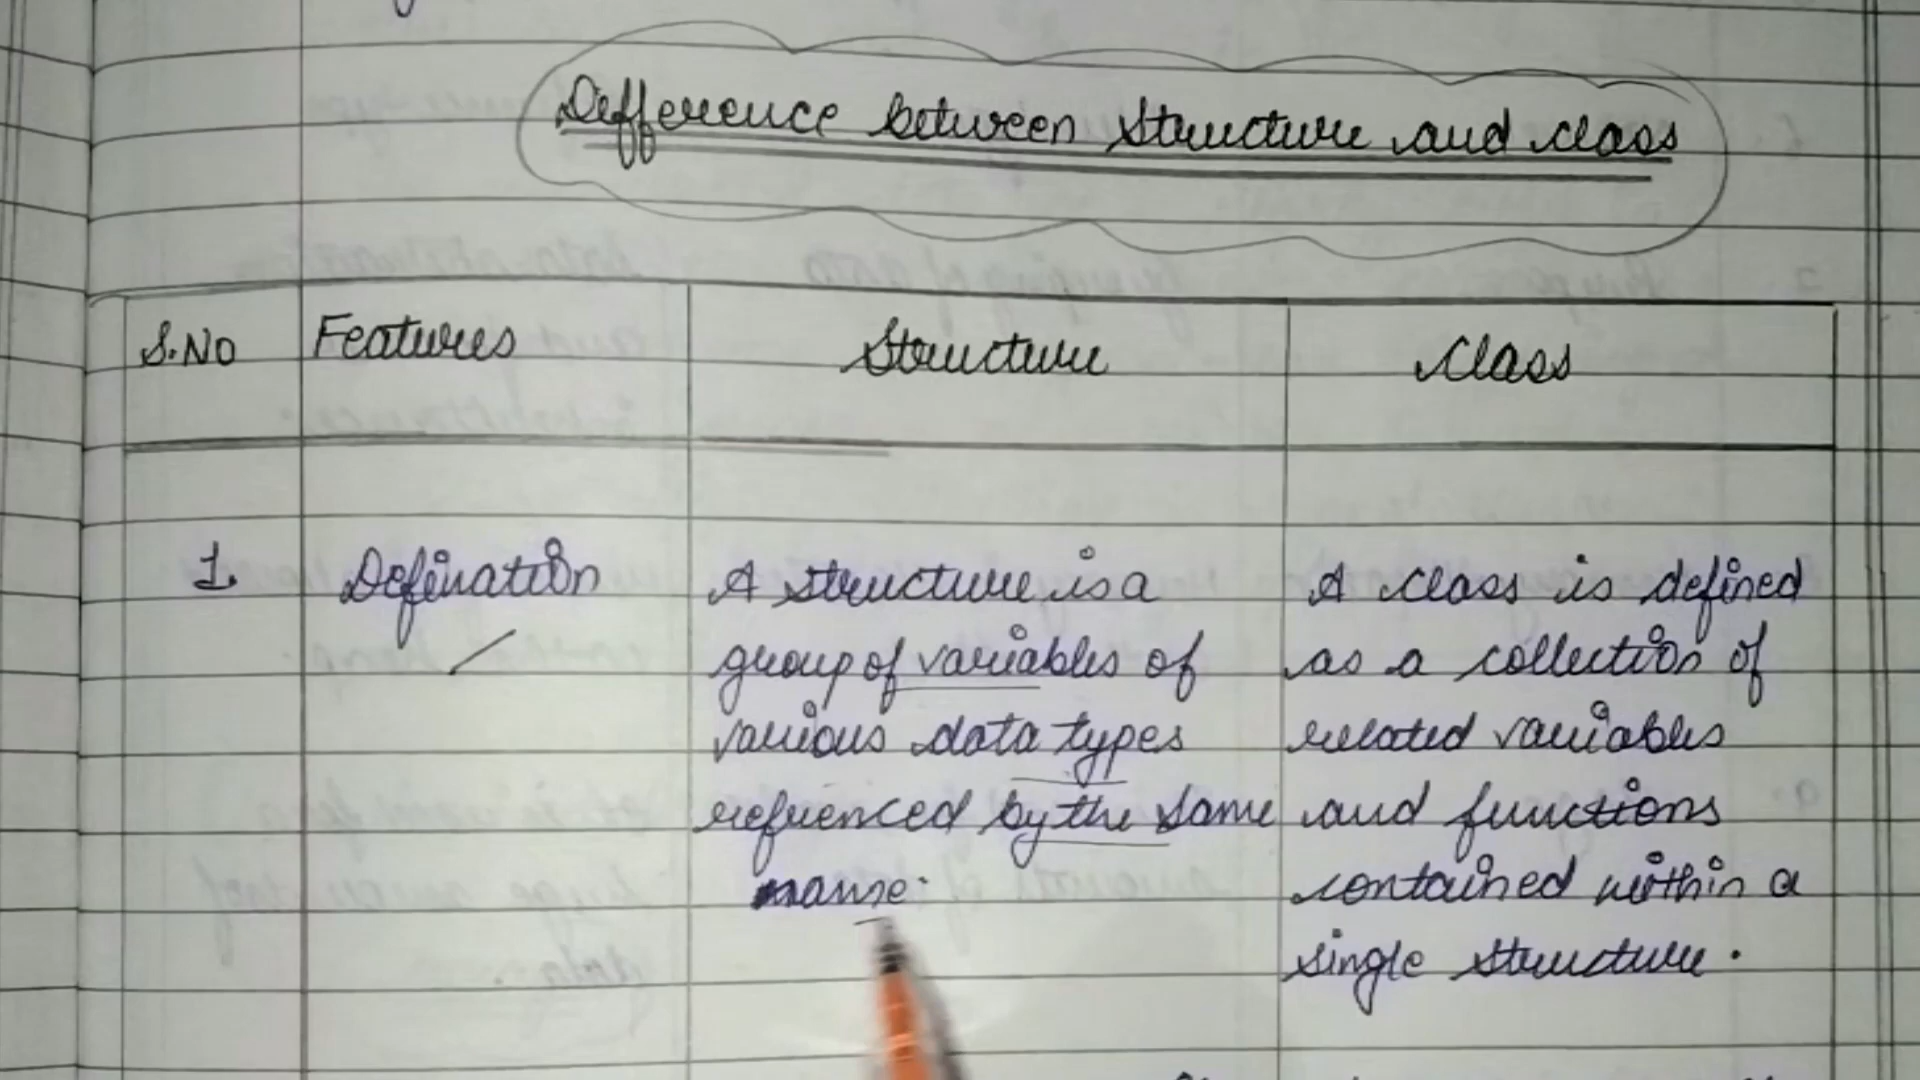 Difference between Structure and class
S.NO Features Structure Class
1. Defination A structure is a A class is defined
group of variables of as a collection of
various data types related variables
referenced by the same and functions
name. contained within a
single structure.